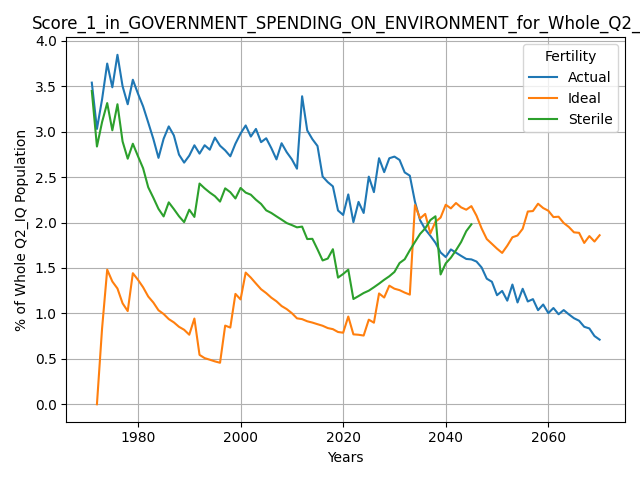 Score_1_in_GOVERNMENT_SPENDING_ON_ENVIRONMENT_for_Whole_Q2_
4.0
3.5
3.0
2.5
2.0
1.5
1.0
0.5
0.0
% of Whole Q2_IQ Population
Fertility
Actual
Ideal
Sterile
1980
2000
2020
2040
2060
Years